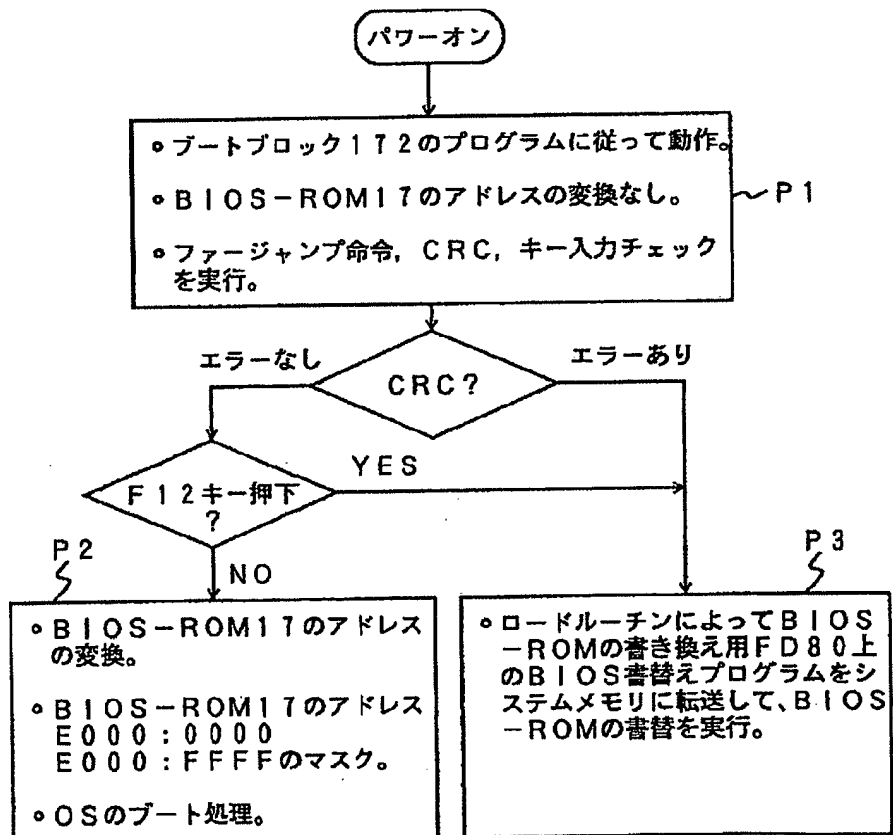 パワーオン
∘ブートブロック172のプログラムに従って動作。
∘BIOS-ROM17のアドレスの変換なし。
∘ファージャンプ命令,CRC,キー入力チェック
を実行。
P1
エラーなし
エラーあり
CRC?
YES
F12キー押下
?
P2
NO
P3
∘BIOS-ROM17のアドレス
の変換。
∘BIOS-ROM17のアドレス
E000:0000
E000:FFFFのマスク。
∘OSのブート処理。
∘ロードルーチンによってBIOS
-ROMの書き換え用FD80上
のBIOS書替えプログラムをシ
ステムメモリに転送して、BIOS
-ROMの書替を実行。